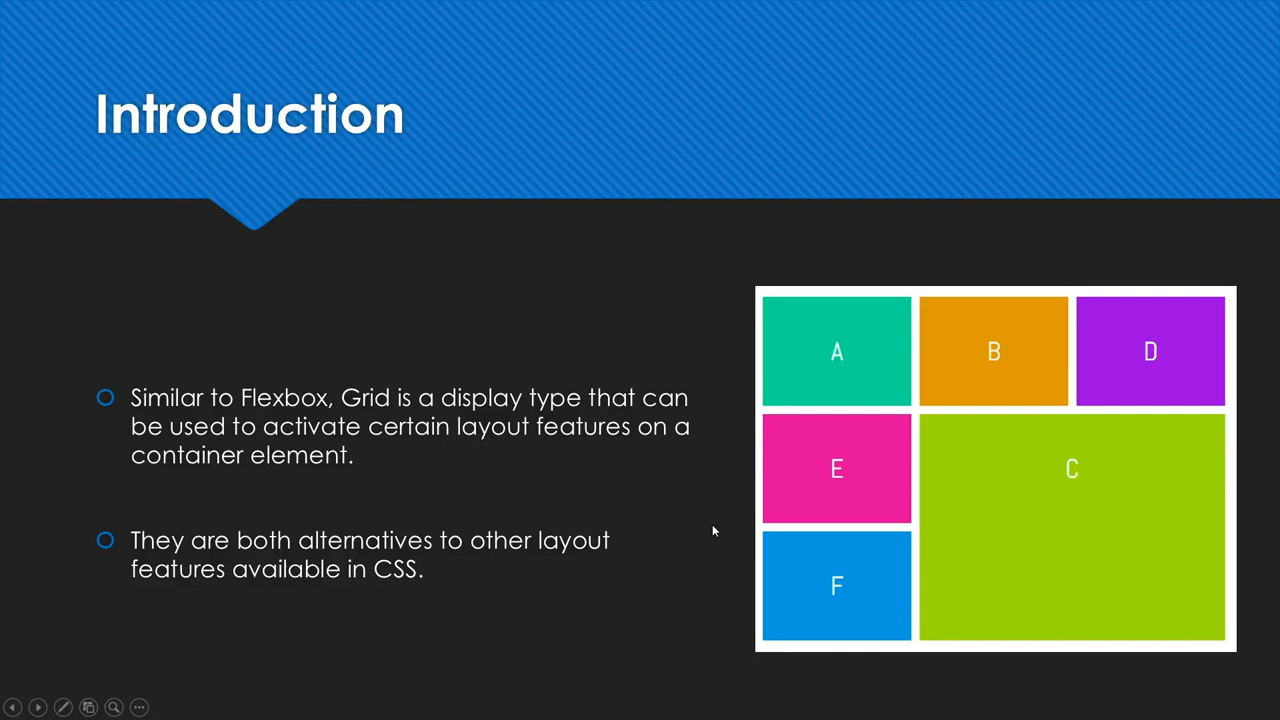 Introduction
Similar to Flexbox, Grid is a display type that can
be used to activate certain layout features on a
container element.
They are both alternatives to other layout
features available in CSS.
A
B
D
E
C
F